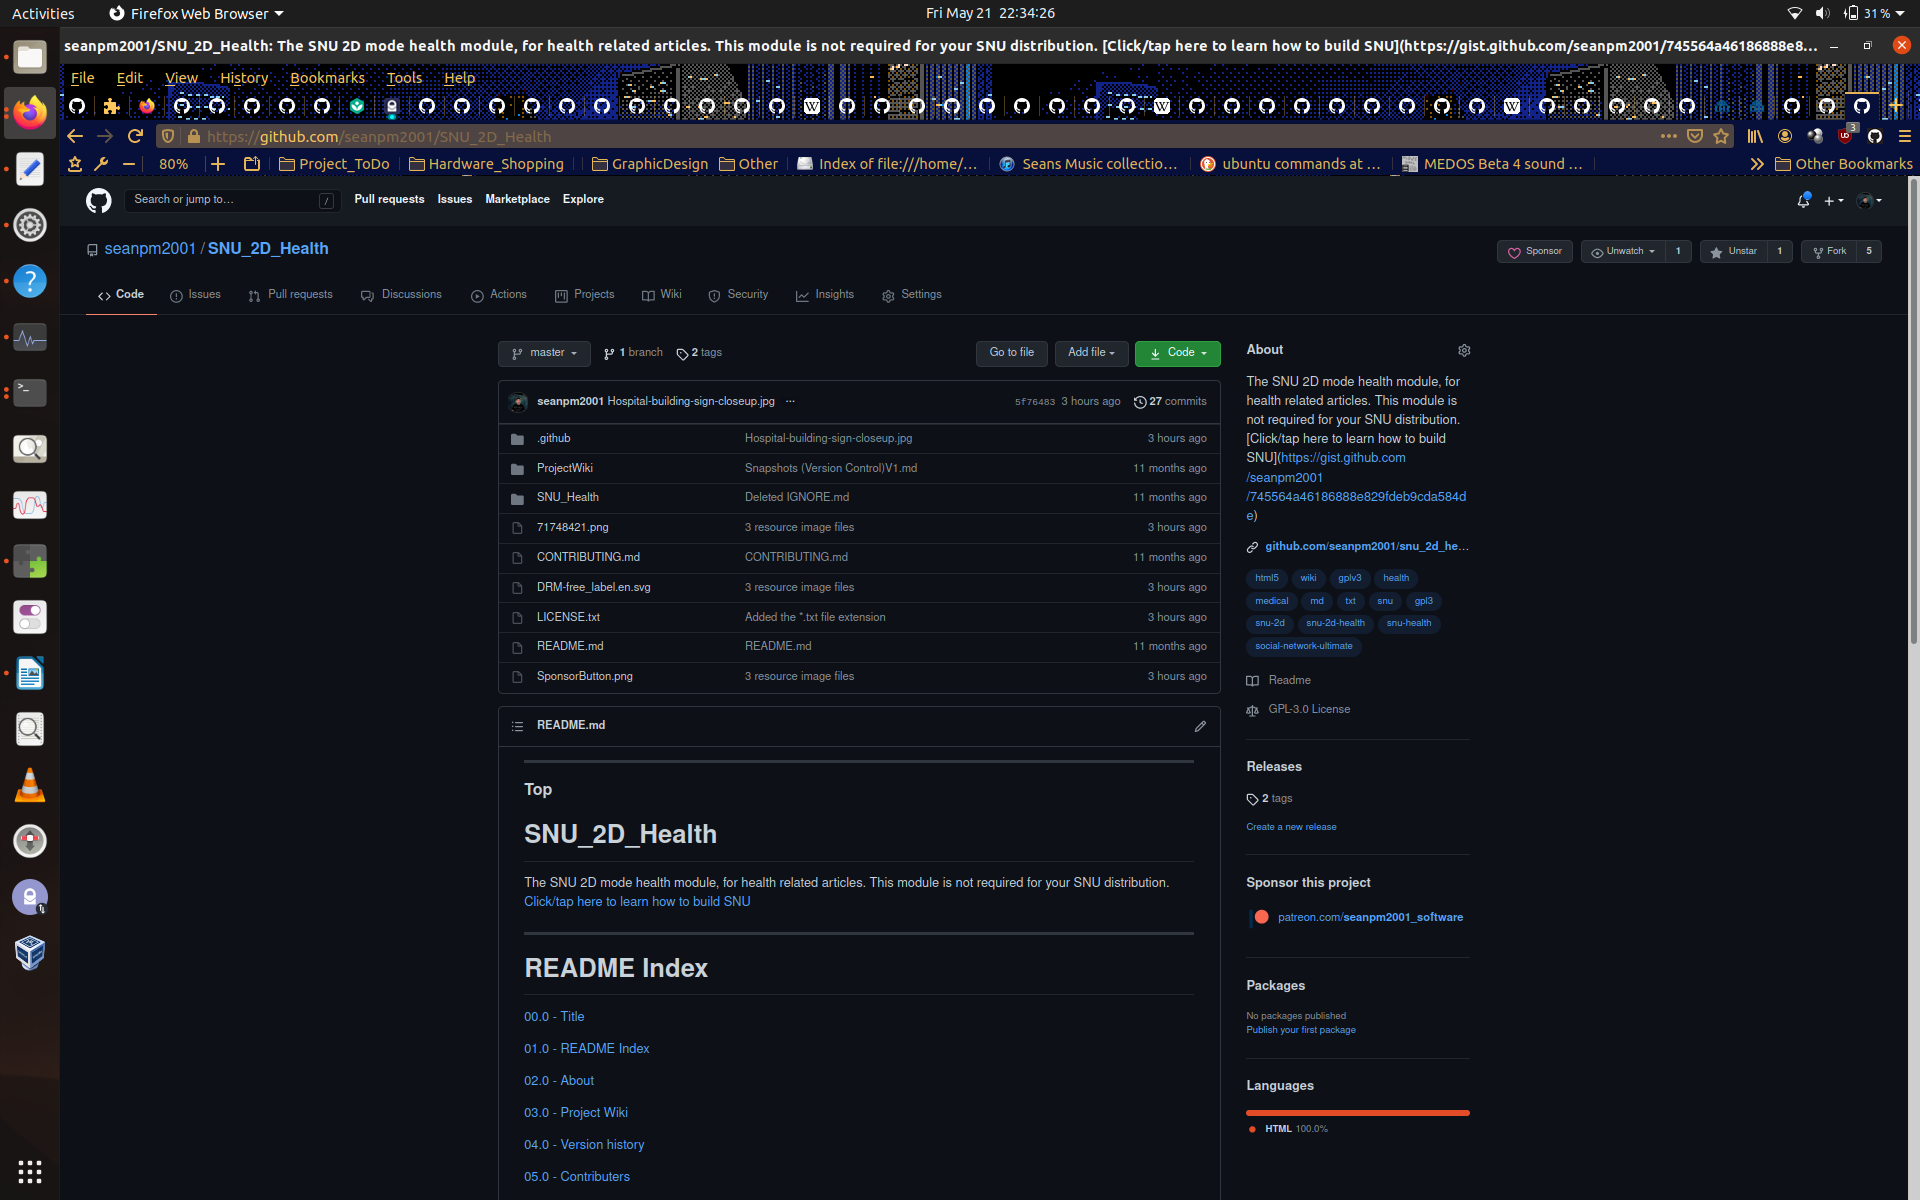 Activities
Firefox Web Browser
Fri May 21 22:34:26
31 %
seanpm2001/SNU_2D_Health: The SNU 2D mode health module, for health related articles. This module is not required for your SNU distribution. [Click/tap here to learn how to build SNU](https://gist.github.com/seanpm2001/745564a46186888e8...
File Edit View History Bookmarks Tools Help
https://github.com/seanpm2001/SNU_2D_Health
3
80%
Project_ToDo
Hardware_Shopping
GraphicDesign
Other
Index of file:///home/...
Seans Music collectio...
ubuntu commands at ...
MEDOS Beta 4 sound ...
Other Bookmarks
Search or jump to...
/
Pull requests Issues Marketplace Explore
seanpm2001 / SNU_2D_Health
Sponsor
Unwatch 1
Unstar 1
Fork 5
Code
Issues
Pull requests
Discussions
Actions
Projects
Wiki
Security
Insights
Settings
master
1 branch
2 tags
Go to file
Add file
Code
seanpm2001 Hospital-building-sign-closeup.jpg ...
5f76483 3 hours ago
27 commits
.github Hospital-building-sign-closeup.jpg 3 hours ago
ProjectWiki Snapshots (Version Control)V1.md 11 months ago
SNU_Health Deleted IGNORE.md 11 months ago
71748421.png 3 resource image files 3 hours ago
CONTRIBUTING.md CONTRIBUTING.md 11 months ago
DRM-free_label.en.svg 3 resource image files 3 hours ago
LICENSE.txt Added the *.txt file extension 3 hours ago
README.md README.md 11 months ago
SponsorButton.png 3 resource image files 3 hours ago
README.md
Top
SNU_2D_Health
The SNU 2D mode health module, for health related articles. This module is not required for your SNU distribution.
Click/tap here to learn how to build SNU
README Index
00.0 - Title
01.0 - README Index
02.0 - About
03.0 - Project Wiki
04.0 - Version history
05.0 - Contributers
About
The SNU 2D mode health module, for
health related articles. This module is
not required for your SNU distribution.
[Click/tap here to learn how to build
SNU](https://gist.github.com
/seanpm2001
/745564a46186888e829fdeb9cda584d
e)
github.com/seanpm2001/snu_2d_he...
html5 wiki gplv3 health
medical md txt snu gpl3
snu-2d snu-2d-health snu-health
social-network-ultimate
Readme
GPL-3.0 License
Releases
2 tags
Create a new release
Sponsor this project
patreon.com/seanpm2001_software
Packages
No packages published
Publish your first package
Languages
HTML 100.0%